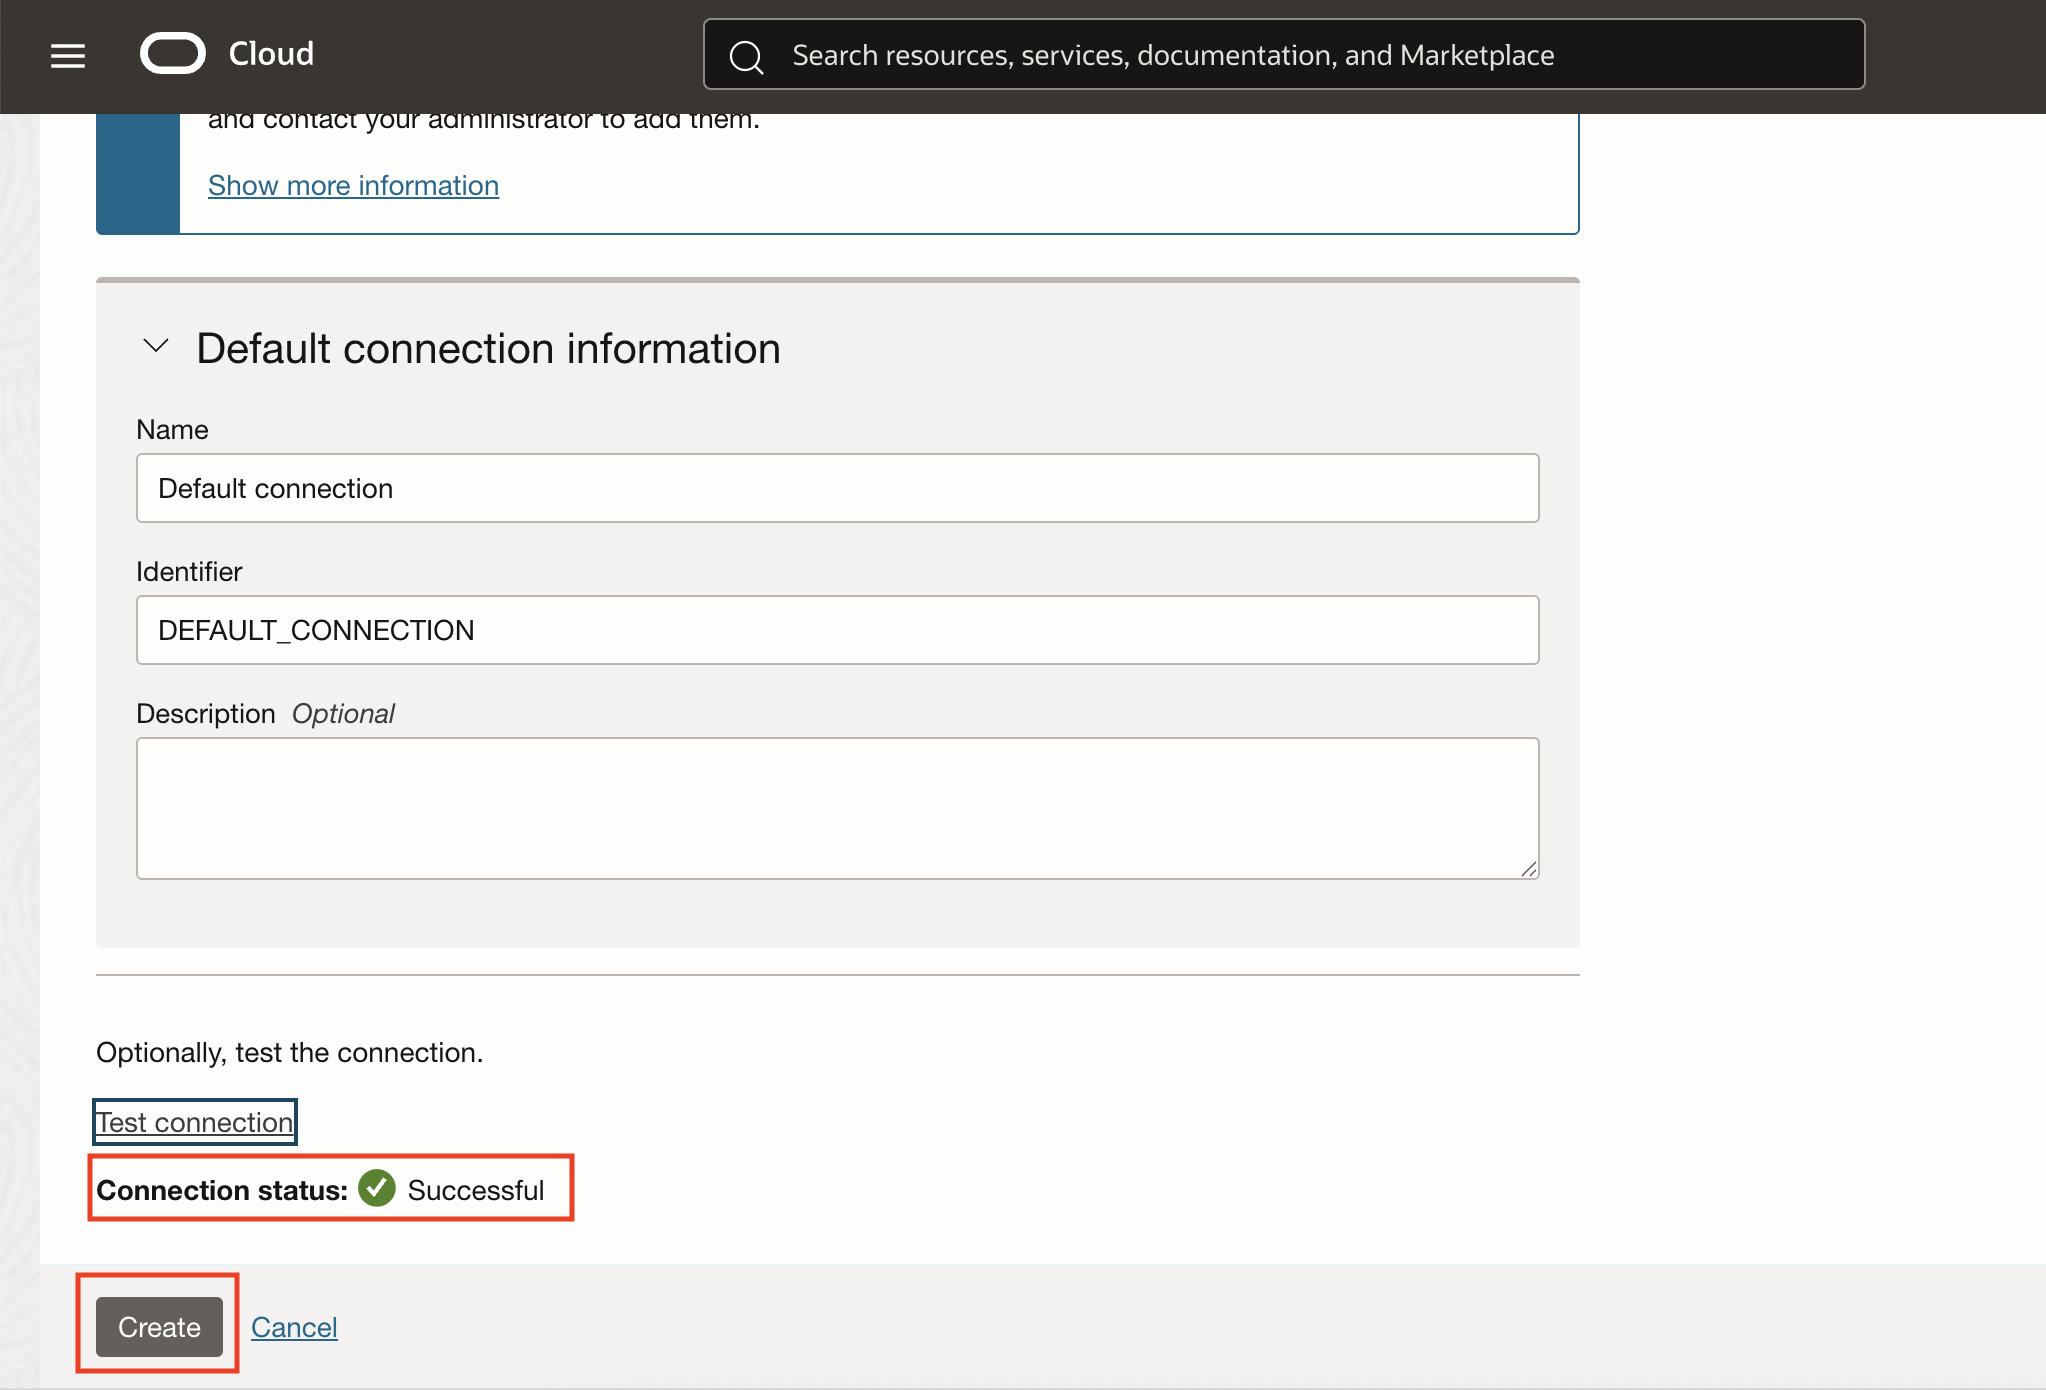 Cloud
Search resources, services, documentation, and Marketplace
and contact your administrator to add them.
Show more information
Default connection information
Name
Default connection
Identifier
DEFAULT_CONNECTION
Description Optional
Optionally, test the connection.
Test connection
Connection status: Successful
Create Cancel